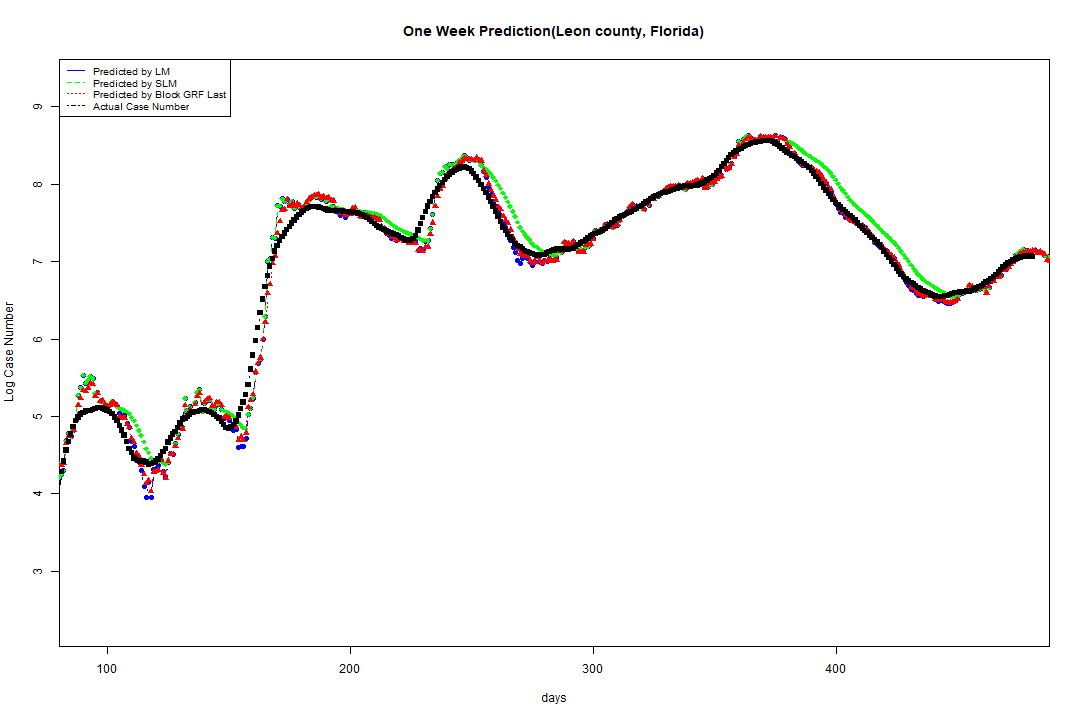 One Week Prediction(Leon county, Florida)
Predicted by LM
Predicted by SLM
Predicted by Block GRF Last
Actual Case Number
9
8
7
6
5
4
3
Log Case Number
100 200 300 400
days